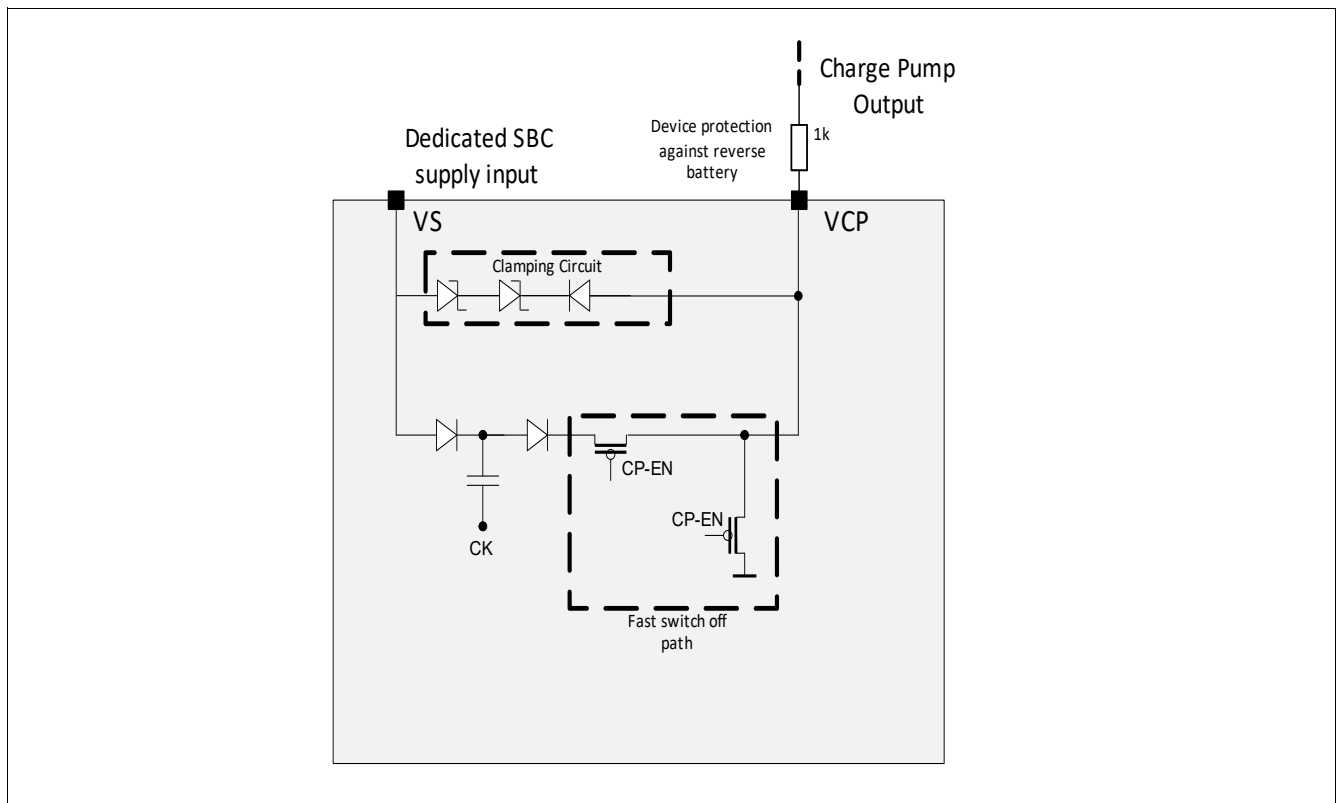 Charge Pump
Output
Device protection
against reverse
battery
1k
Dedicated SBC
supply input
VS
VCP
Clamping Circuit
CP-EN
CP-EN
CK
Fast switch off
path